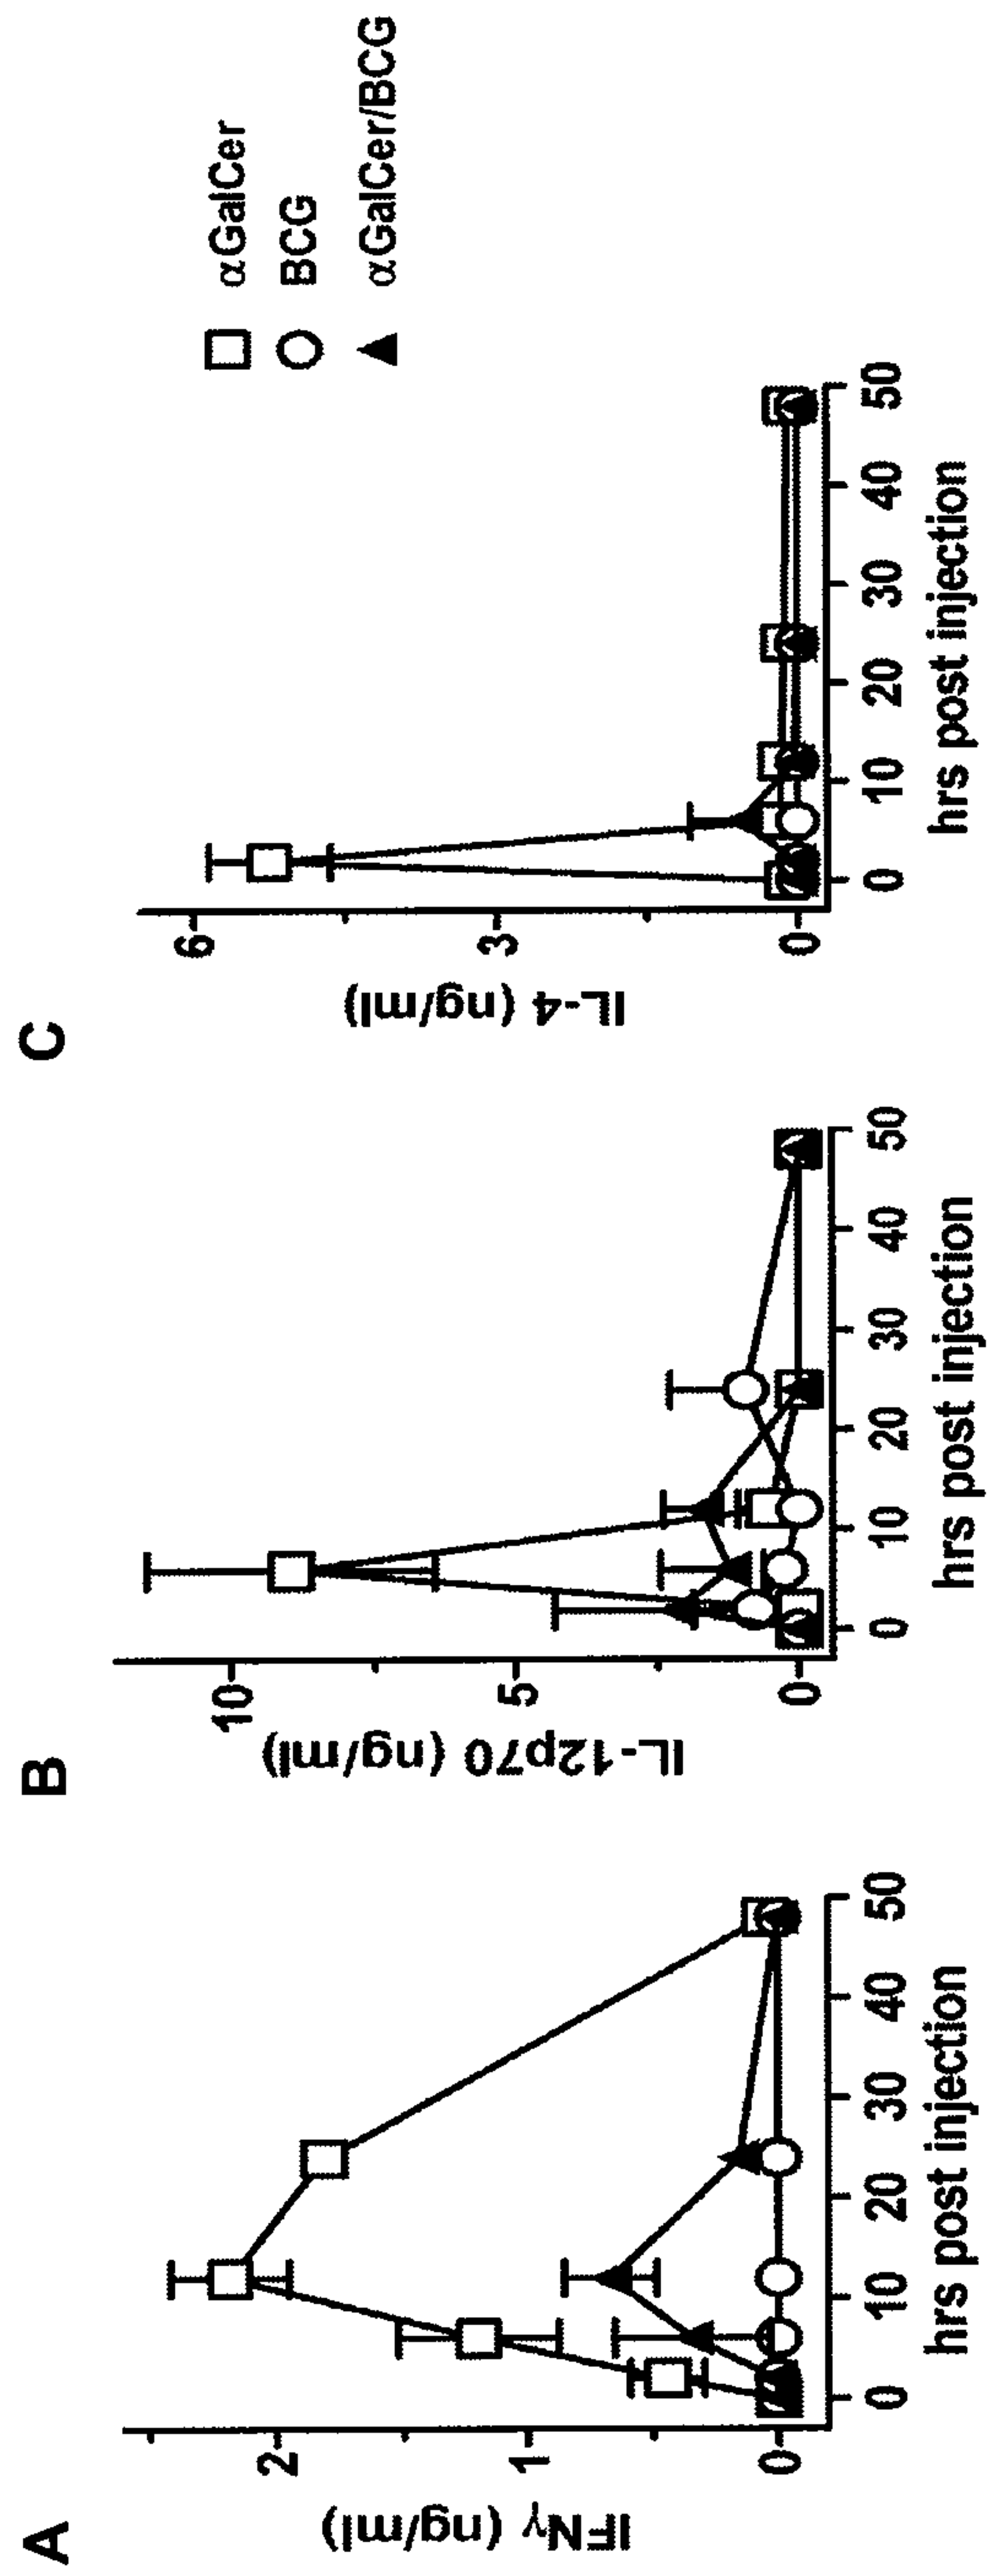 A
IFNγ (ng/ml)
2
1
0
0 10 20 30 40 50
hrs post injection
B
IL-12p70 (ng/ml)
10
5
0
0 10 20 30 40 50
hrs post injection
C
IL-4 (ng/ml)
6
3
0
0 10 20 30 40 50
hrs post injection
αGalCer
BCG
αGalCer/BCG